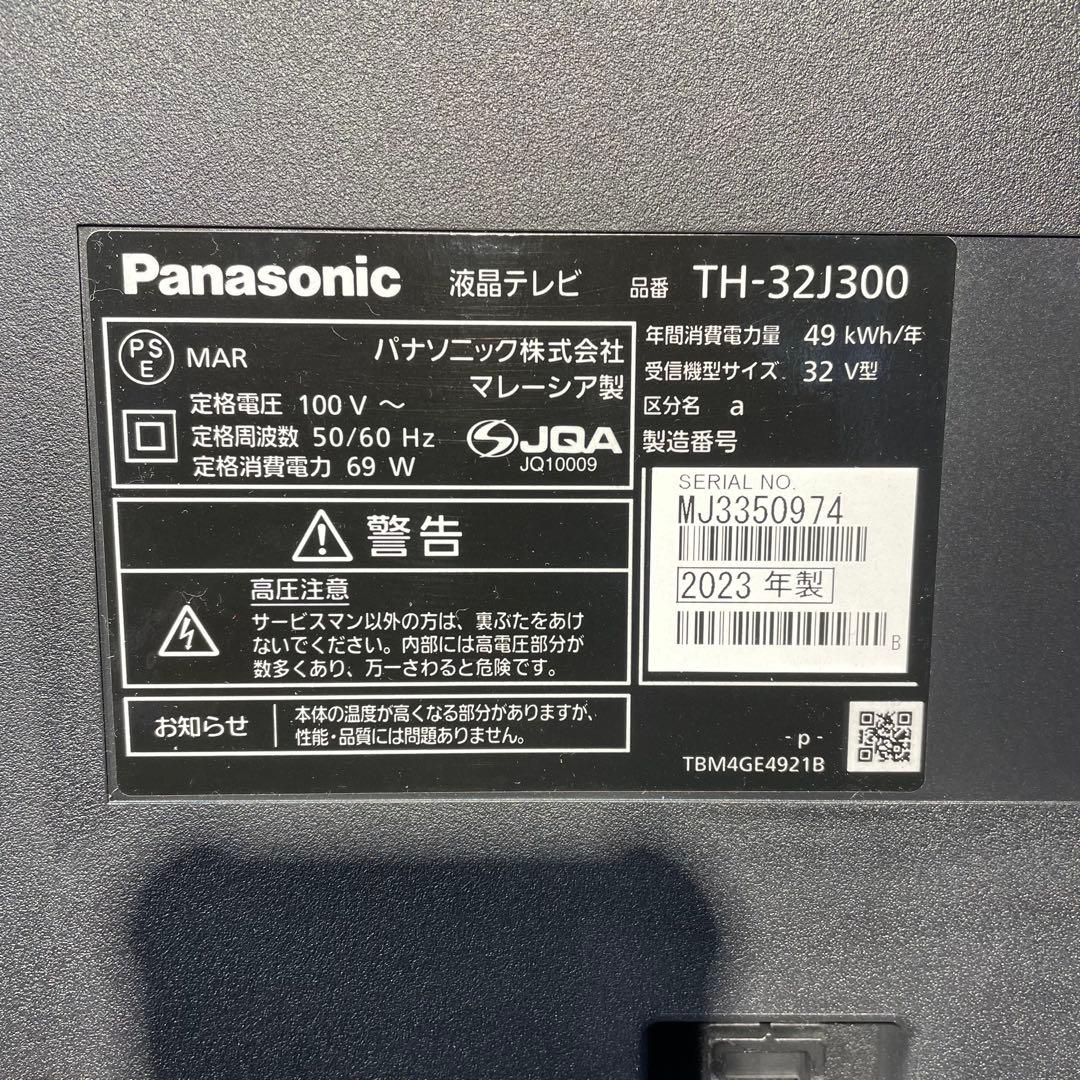 Panasonic 液晶テレビ 品番 TH-32J300
PSE MAR パナソニック株式会社
マレーシア製
定格電圧 100 V ～
定格周波数 50/60 Hz
定格消費電力 69 W
JQA
JQ10009
年間消費電力量 49 kWh/年
受信機型サイズ 32 V型
区分名 a
製造番号
SERIAL NO.
MJ3350974
2023 年製
B
警告
高圧注意
サービスマン以外の方は、裏ぶたをあけ
ないでください。内部には高電圧部分が
数多くあり、万一さわると危険です。
お知らせ
本体の温度が高くなる部分がありますが、
性能・品質には問題ありません。
- p -
TBM4GE4921B